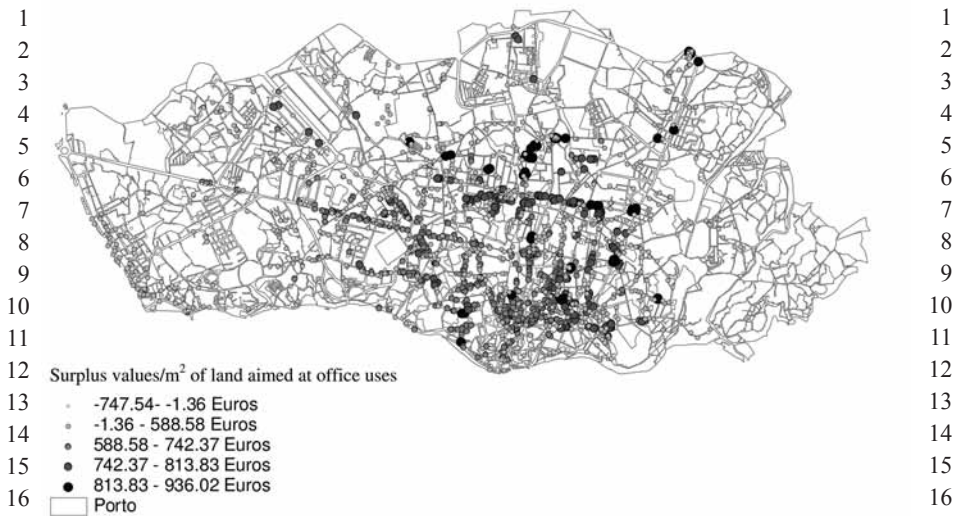 1 1
2 2
3 3
4 4
5 5
6 6
7 7
8 8
9 9
10 10
11 11
12 Surplus values/m² of land aimed at office uses 12
13 -747.54- -1.36 Euros 13
14 -1.36 - 588.58 Euros 14
588.58 - 742.37 Euros
15 742.37 - 813.83 Euros 15
813.83 - 936.02 Euros
16 Porto 16